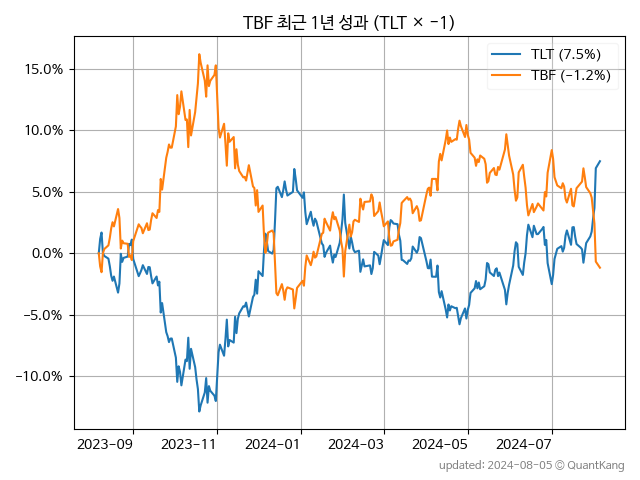 TBF 최근 1년 성과 (TLT × −1)
TLT (7.5%)
TBF (−1.2%)
15.0%
10.0%
5.0%
0.0%
−5.0%
−10.0%
2023−09 2023−11 2024−01 2024−03 2024−05 2024−07
updated: 2024-08-05 © QuantKang